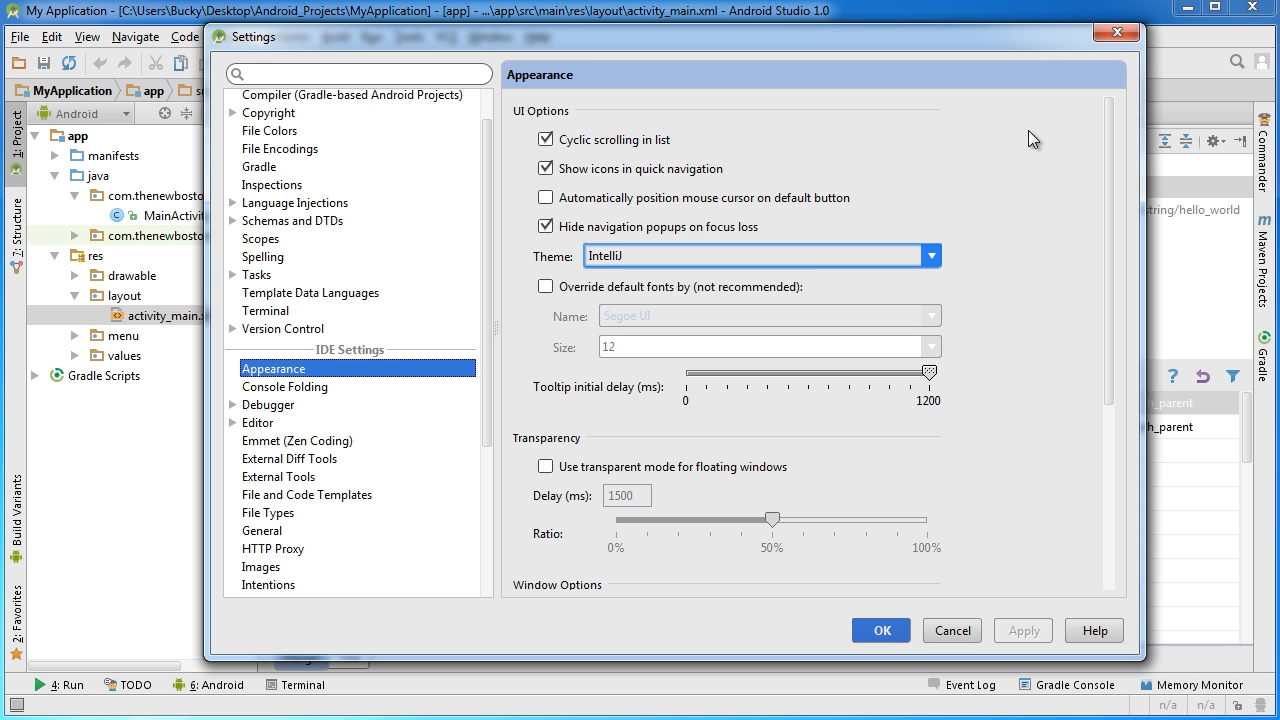 My Application - [C:\Users\Bucky\Desktop\Android_Projects\MyApplication] - [app] - ...\app\src\main\res\layout\activity_main.xml - Android Studio 1.0
File Edit View Navigate Code
Settings
MyApplication app
Android
1: Project
7: Structure
Build Variants
2: Favorites
app
manifests
java
com.thenewbosto
MainActivit
com.thenewbosto
res
drawable
layout
activity_main.x
menu
values
Gradle Scripts
Compiler (Gradle-based Android Projects)
Copyright
File Colors
File Encodings
Gradle
Inspections
Language Injections
Schemas and DTDs
Scopes
Spelling
Tasks
Template Data Languages
Terminal
Version Control
IDE Settings
Appearance
Console Folding
Debugger
Editor
Emmet (Zen Coding)
External Diff Tools
External Tools
File and Code Templates
File Types
General
HTTP Proxy
Images
Intentions
Appearance
UI Options
Cyclic scrolling in list
Show icons in quick navigation
Automatically position mouse cursor on default button
Hide navigation popups on focus loss
Theme: IntelliJ
Override default fonts by (not recommended):
Name: Segoe UI
Size: 12
Tooltip initial delay (ms):
0 1200
Transparency
Use transparent mode for floating windows
Delay (ms): 1500
Ratio:
0% 50% 100%
Window Options
OK Cancel Apply Help
string/hello_world
h_parent
h_parent
Commander
Maven Projects
Gradle
4: Run TODO 6: Android Terminal Event Log Gradle Console Memory Monitor
n/a n/a